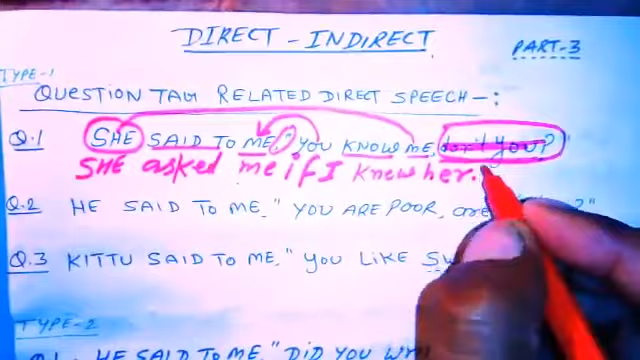 DIRECT - INDIRECT
PART-3
TYPE-1
QUESTION TAG RELATED DIRECT SPEECH -:
Q.1 SHE SAID TO ME, "YOU KNOW ME, don't you?"
SHE asked me if I knew her.
Q.2 HE SAID TO ME, "YOU ARE POOR, are ?"
Q.3 KITTU SAID TO ME, "YOU LIKE
TYPE-2
HE SAID TO ME, "DID YOU